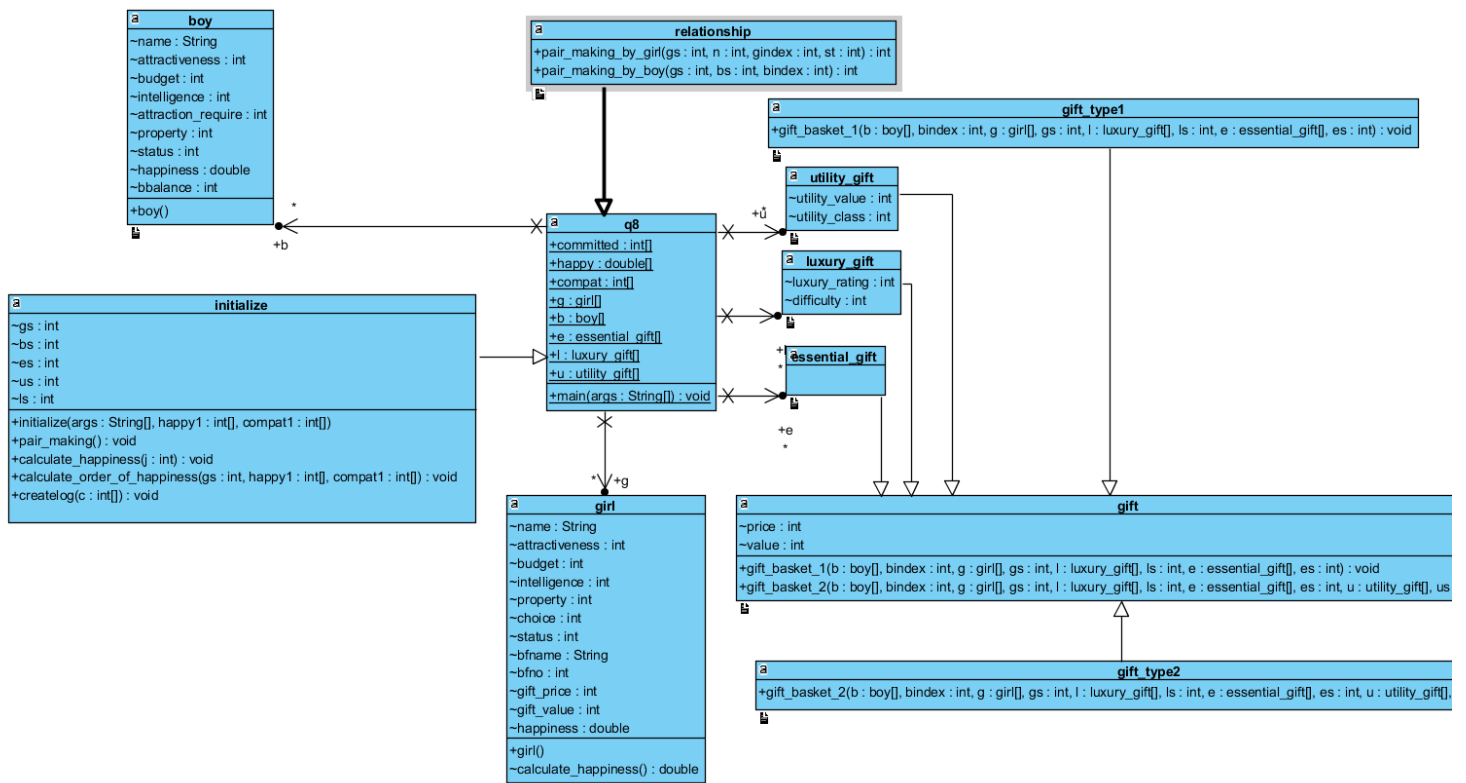 boy
~name : String
~attractiveness : int
~budget : int
~intelligence : int
~attraction_require : int
~property : int
~status : int
~happiness : double
~bbalance : int
+boy()
relationship
+pair_making_by_girl(gs : int, n : int, gindex : int, st : int) : int
+pair_making_by_boy(gs : int, bs : int, bindex : int) : int
gift_type1
+gift_basket_1(b : boy[], bindex : int, g : girl[], gs : int, l : luxury_gift[], ls : int, e : essential_gift[], es : int) : void
utility_gift
~utility_value : int
~utility_class : int
*
+b
+u
*
q8
+committed : int[]
+happy : double[]
+compat : int[]
+g : girl[]
+b : boy[]
+e : essential_gift[]
+l : luxury_gift[]
+u : utility_gift[]
+main(args : String[]) : void
luxury_gift
~luxury_rating : int
~difficulty : int
*
essential_gift
+e
*
initialize
~gs : int
~bs : int
~es : int
~us : int
~ls : int
+initialize(args : String[], happy1 : int[], compat1 : int[])
+pair_making() : void
+calculate_happiness(j : int) : void
+calculate_order_of_happiness(gs : int, happy1 : int[], compat1 : int[]) : void
+createlog(c : int[]) : void
*
+g
girl
~name : String
~attractiveness : int
~budget : int
~intelligence : int
~property : int
~choice : int
~status : int
~bfname : String
~bfno : int
~gift_price : int
~gift_value : int
~happiness : double
+girl()
~calculate_happiness() : double
gift
~price : int
~value : int
+gift_basket_1(b : boy[], bindex : int, g : girl[], gs : int, l : luxury_gift[], ls : int, e : essential_gift[], es : int) : void
+gift_basket_2(b : boy[], bindex : int, g : girl[], gs : int, l : luxury_gift[], ls : int, e : essential_gift[], es : int, u : utility_gift[], us
gift_type2
+gift_basket_2(b : boy[], bindex : int, g : girl[], gs : int, l : luxury_gift[], ls : int, e : essential_gift[], es : int, u : utility_gift[],